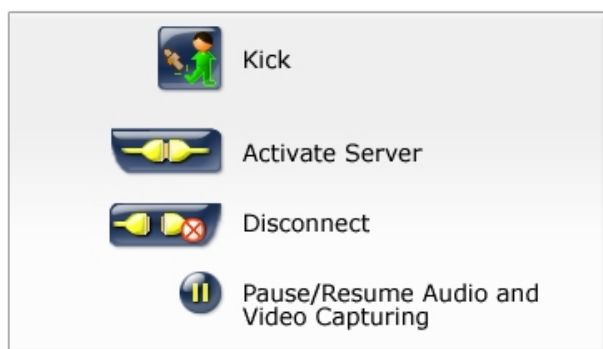 Kick
Activate Server
Disconnect
Pause/Resume Audio and
Video Capturing